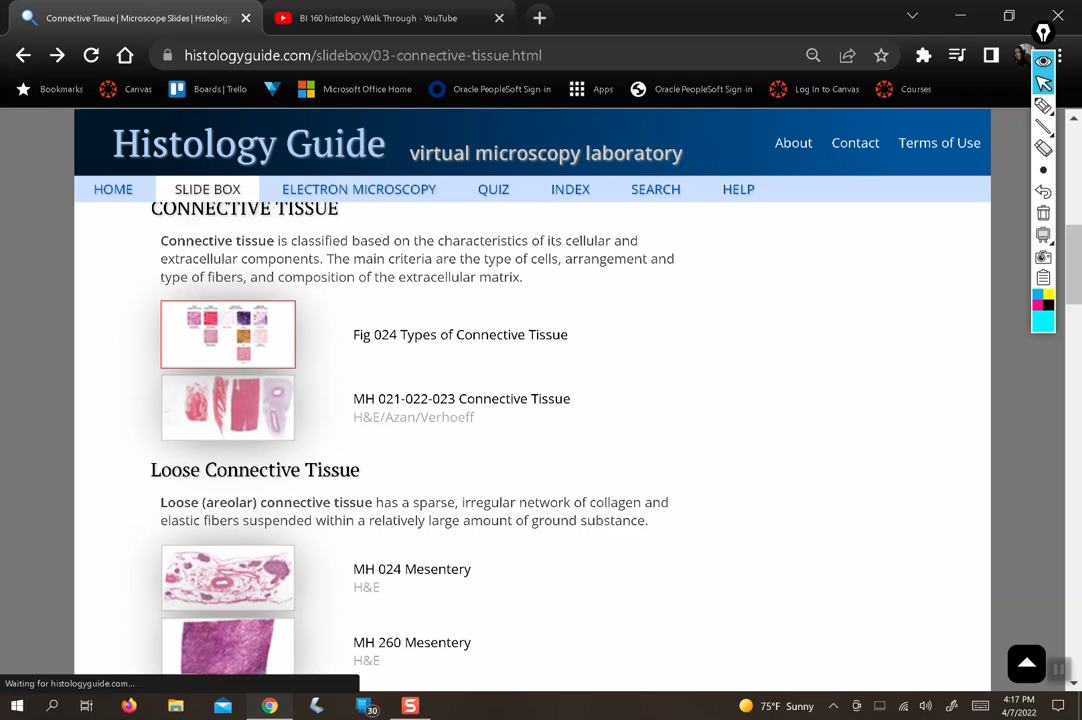 Connective Tissue | Microscope Slides | Histology
BI 160 histology Walk Through - YouTube
histologyguide.com/slidebox/03-connective-tissue.html
Bookmarks Canvas Boards | Trello Microsoft Office Home Oracle PeopleSoft Sign-in Apps Oracle PeopleSoft Sign-in Log In to Canvas Courses
Histology Guide virtual microscopy laboratory
About Contact Terms of Use
HOME SLIDE BOX ELECTRON MICROSCOPY QUIZ INDEX SEARCH HELP
CONNECTIVE TISSUE
Connective tissue is classified based on the characteristics of its cellular and
extracellular components. The main criteria are the type of cells, arrangement and
type of fibers, and composition of the extracellular matrix.
Fig 024 Types of Connective Tissue
MH 021-022-023 Connective Tissue
H&E/Azan/Verhoeff
Loose Connective Tissue
Loose (areolar) connective tissue has a sparse, irregular network of collagen and
elastic fibers suspended within a relatively large amount of ground substance.
MH 024 Mesentery
H&E
MH 260 Mesentery
H&E
Waiting for histologyguide.com...
30
75°F Sunny
4:17 PM
4/7/2022